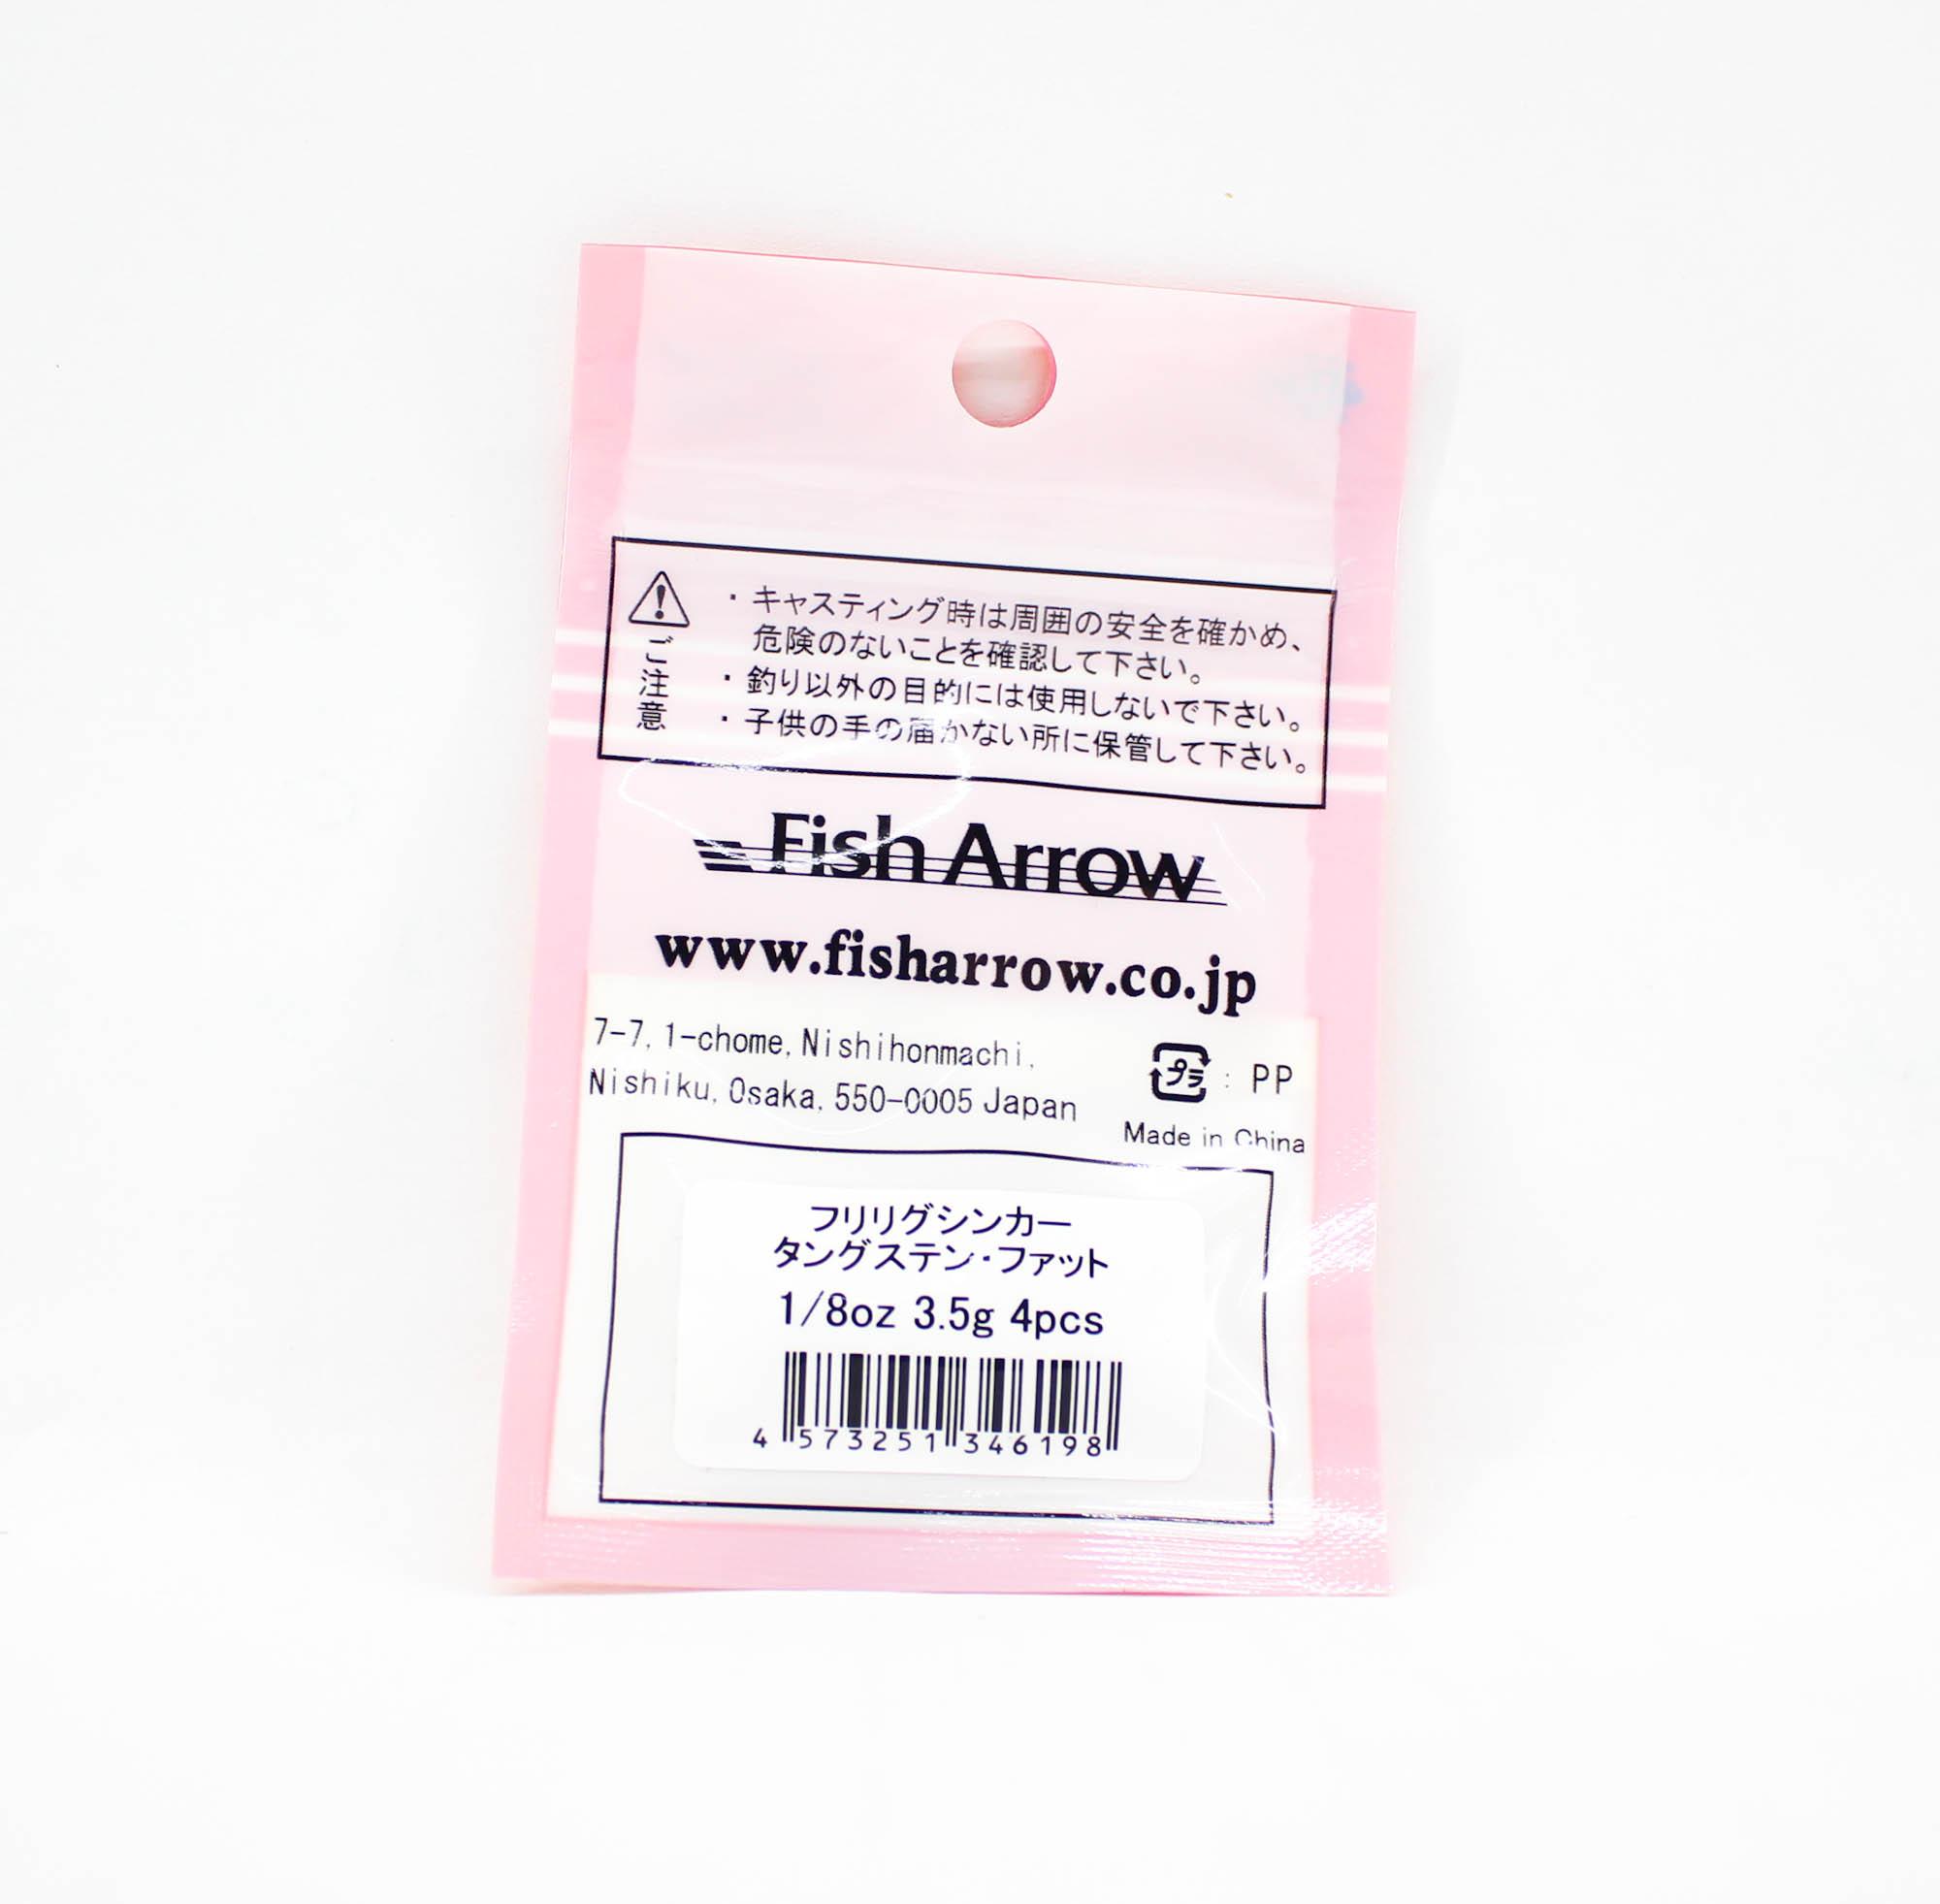 ご注意
・キャスティング時は周囲の安全を確かめ、
危険のないことを確認して下さい。
・釣り以外の目的には使用しないで下さい。
・子供の手の届かない所に保管して下さい。
Fish Arrow
www.fisharrow.co.jp
7-7, 1-chome, Nishihonmachi,
Nishiku, Osaka, 550-0005 Japan
プラ : PP
Made in China
フリリグシンカー
タングステン・ファット
1/8oz 3.5g 4pcs
4 573251 346198